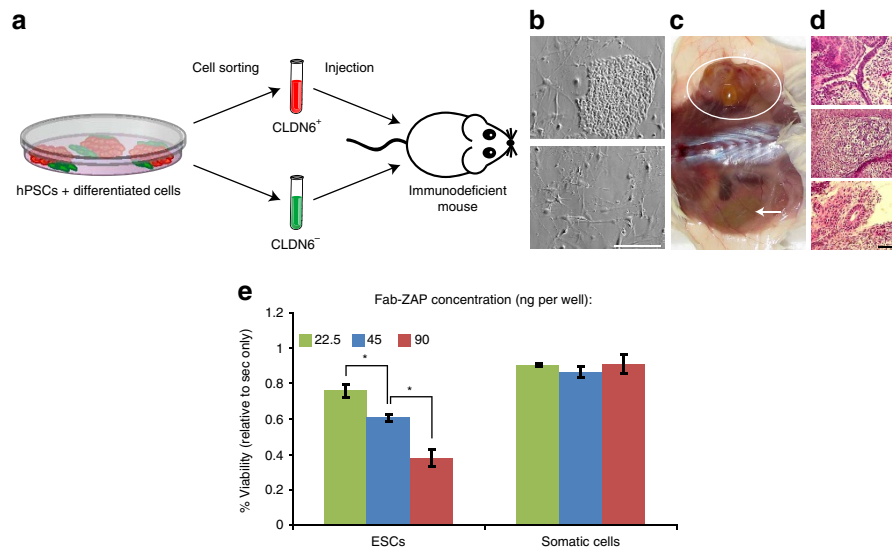 a
b
c
d
Cell sorting
Injection
CLDN6⁺
hPSCs + differentiated cells
Immunodeficient
mouse
CLDN6⁻
e
Fab-ZAP concentration (ng per well):
22.5 45 90
% Viability (relative to sec only)
1.2
1
0.8
0.6
0.4
0.2
0
* *
ESCs
Somatic cells